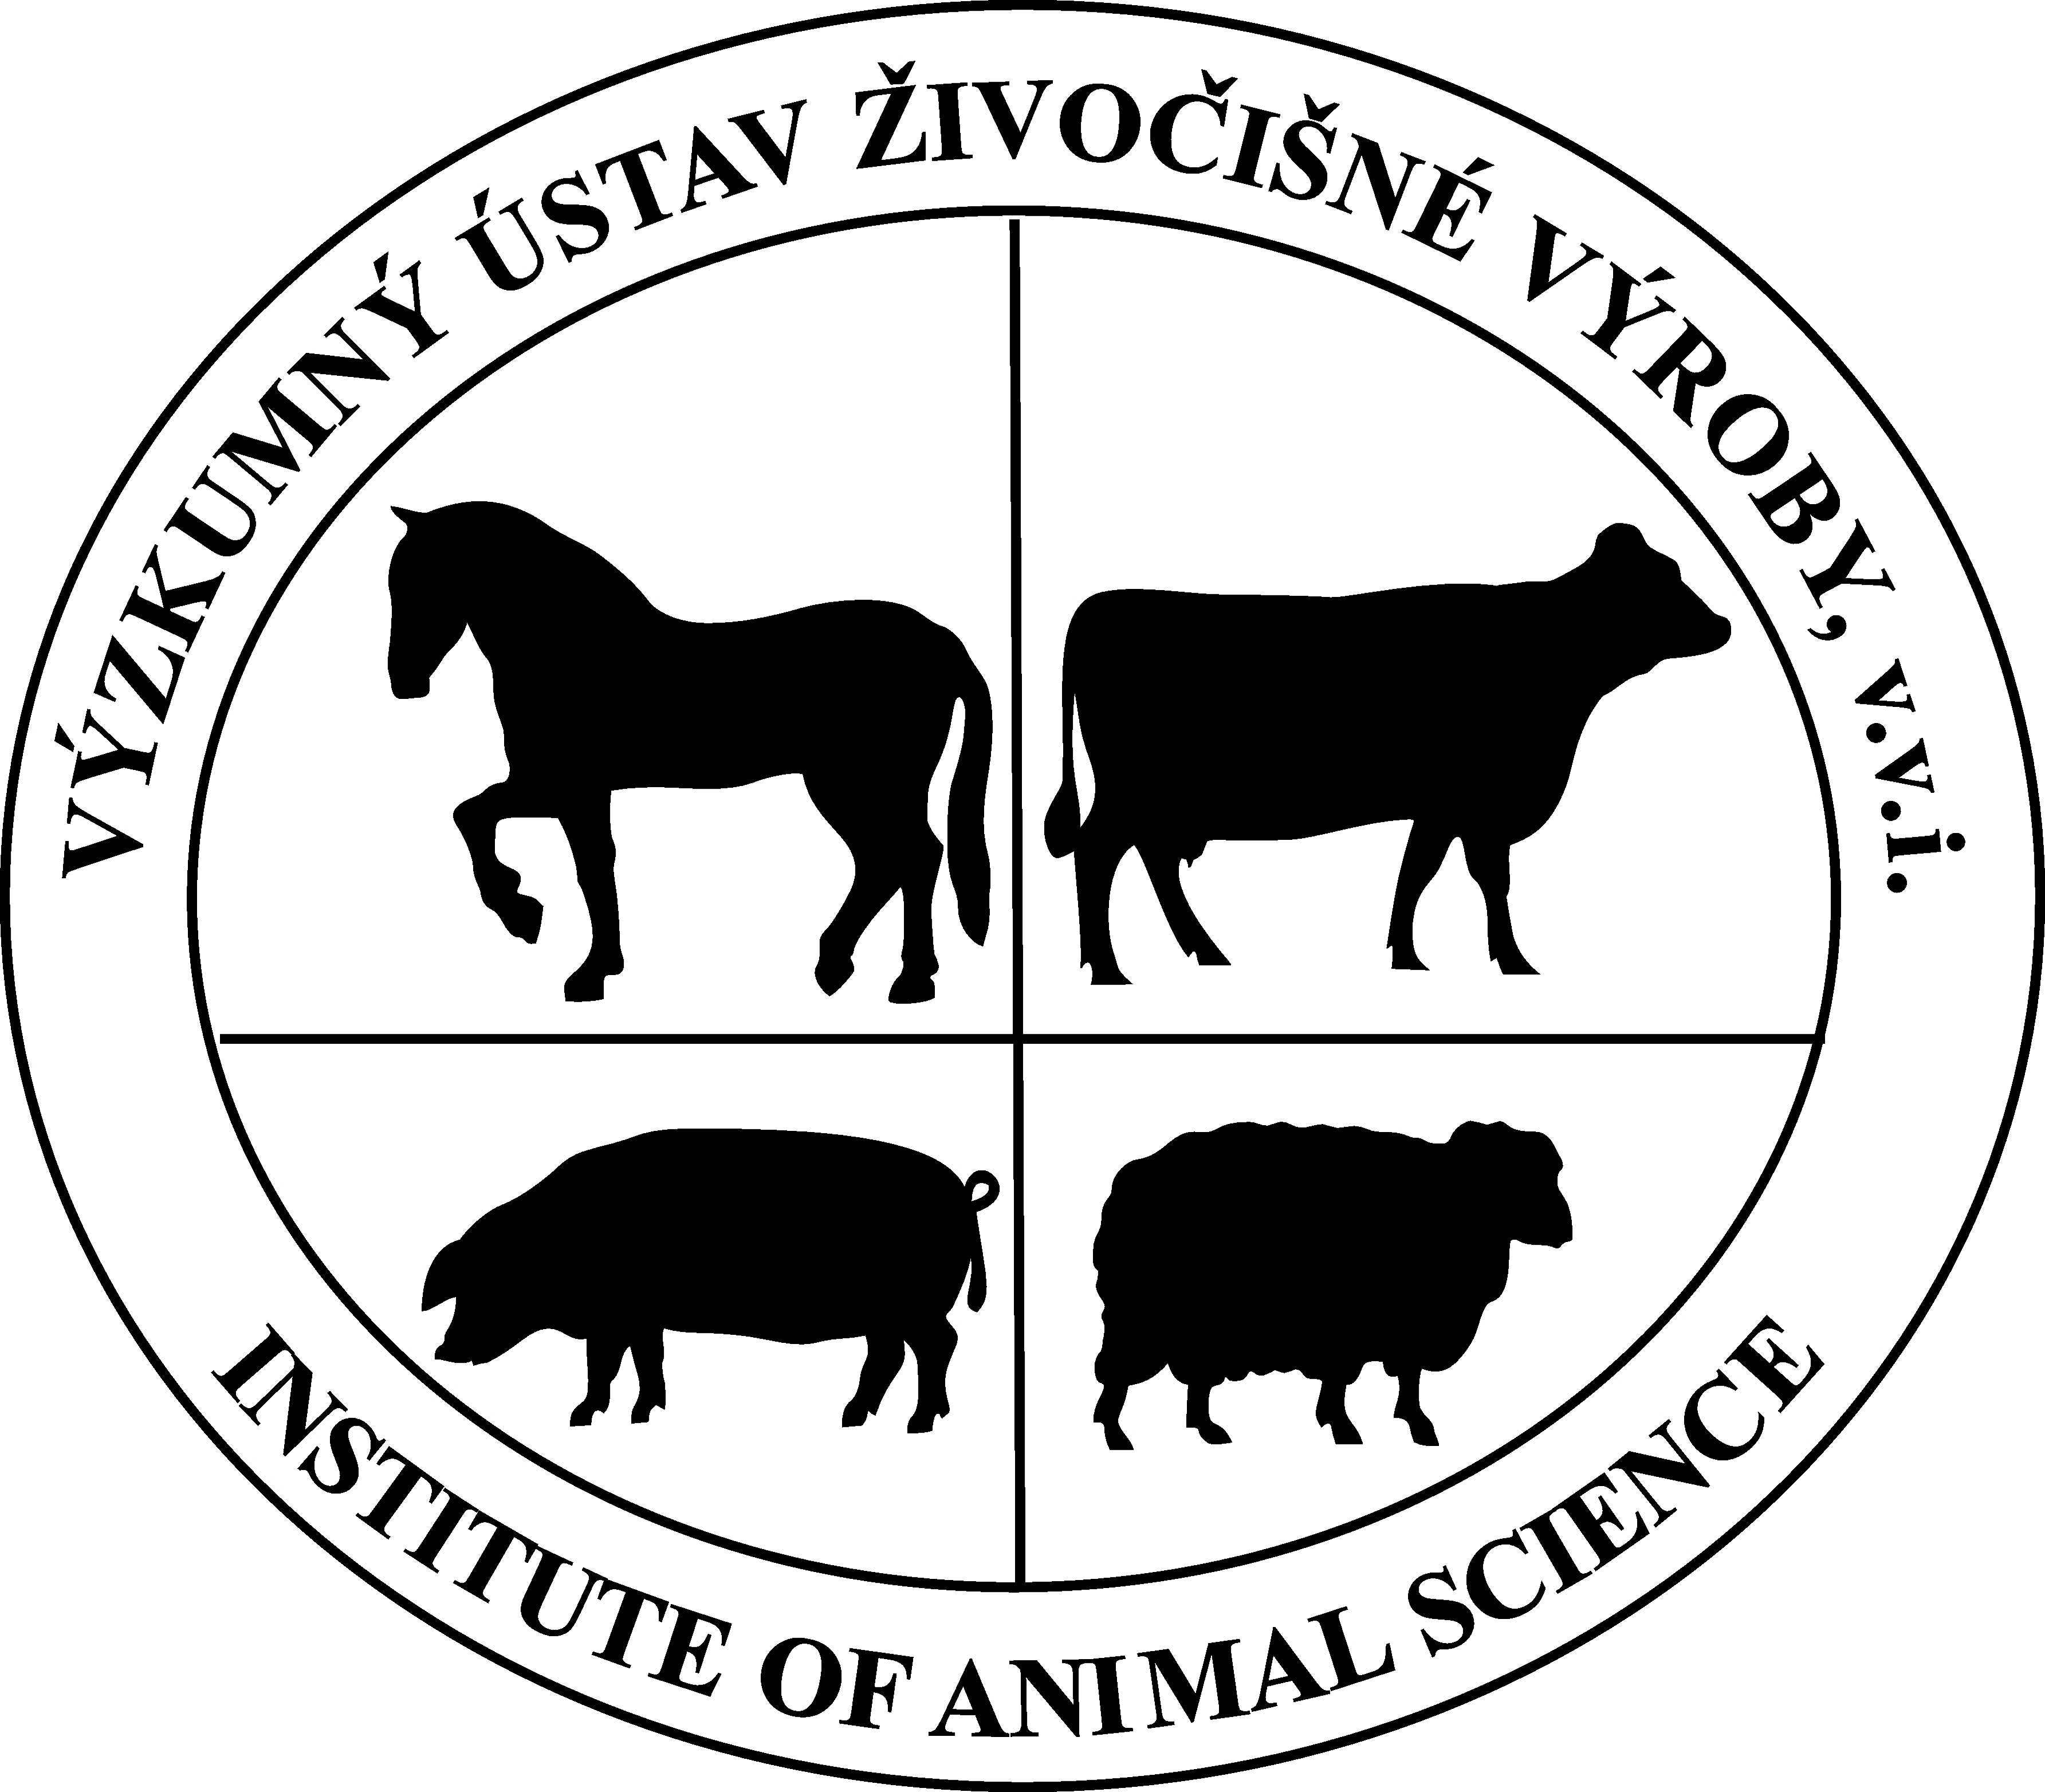 VÝZKUMNÝ ÚSTAV ŽIVOČIŠNÉ VÝROBY, v.v.i.
INSTITUTE OF ANIMAL SCIENCE